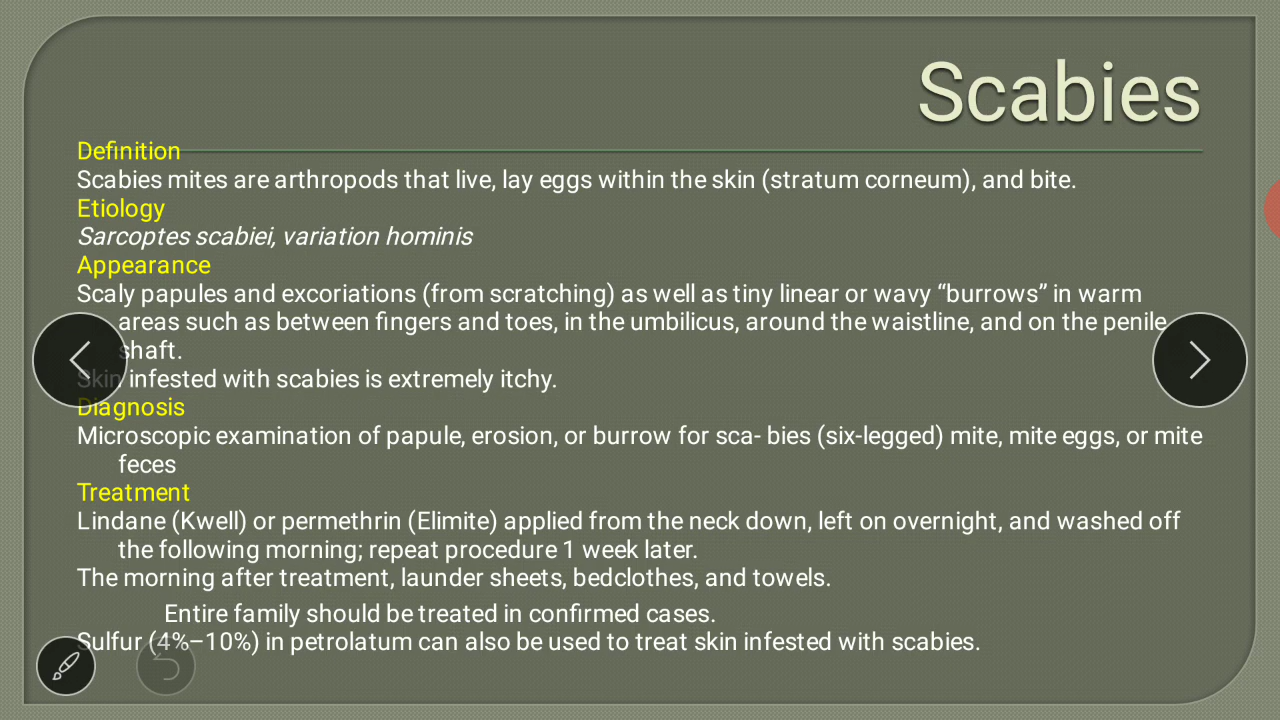 Scabies
Definition
Scabies mites are arthropods that live, lay eggs within the skin (stratum corneum), and bite.
Etiology
Sarcoptes scabiei, variation hominis
Appearance
Scaly papules and excoriations (from scratching) as well as tiny linear or wavy “burrows” in warm
areas such as between fingers and toes, in the umbilicus, around the waistline, and on the penile
shaft.
Skin infested with scabies is extremely itchy.
Diagnosis
Microscopic examination of papule, erosion, or burrow for sca- bies (six-legged) mite, mite eggs, or mite
feces
Treatment
Lindane (Kwell) or permethrin (Elimite) applied from the neck down, left on overnight, and washed off
the following morning; repeat procedure 1 week later.
The morning after treatment, launder sheets, bedclothes, and towels.
Entire family should be treated in confirmed cases.
Sulfur (4%–10%) in petrolatum can also be used to treat skin infested with scabies.